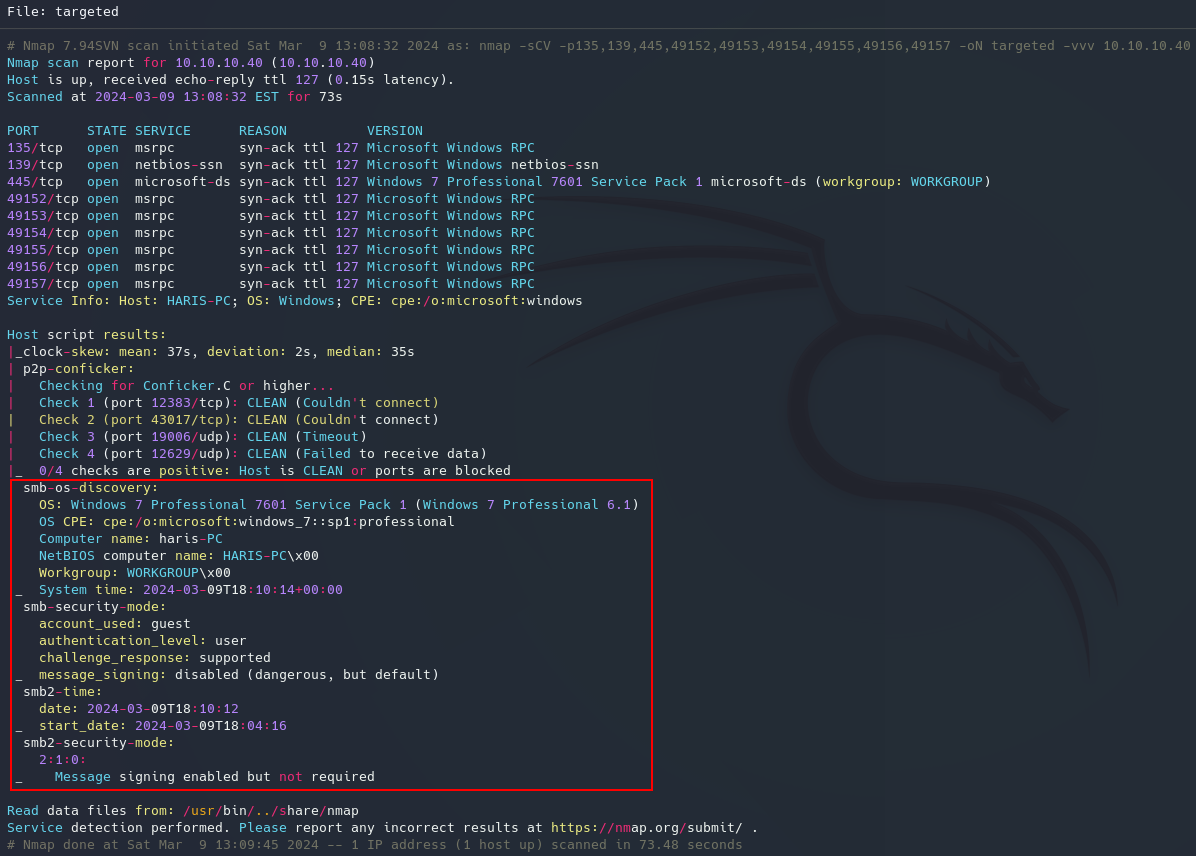 File: targeted
# Nmap 7.94SVN scan initiated Sat Mar  9 13:08:32 2024 as: nmap -sCV -p135,139,445,49152,49153,49154,49155,49156,49157 -oN targeted -vvv 10.10.10.40
Nmap scan report for 10.10.10.40 (10.10.10.40)
Host is up, received echo-reply ttl 127 (0.15s latency).
Scanned at 2024-03-09 13:08:32 EST for 73s
PORT      STATE SERVICE      REASON          VERSION
135/tcp   open  msrpc        syn-ack ttl 127 Microsoft Windows RPC
139/tcp   open  netbios-ssn  syn-ack ttl 127 Microsoft Windows netbios-ssn
445/tcp   open  microsoft-ds syn-ack ttl 127 Windows 7 Professional 7601 Service Pack 1 microsoft-ds (workgroup: WORKGROUP)
49152/tcp open  msrpc        syn-ack ttl 127 Microsoft Windows RPC
49153/tcp open  msrpc        syn-ack ttl 127 Microsoft Windows RPC
49154/tcp open  msrpc        syn-ack ttl 127 Microsoft Windows RPC
49155/tcp open  msrpc        syn-ack ttl 127 Microsoft Windows RPC
49156/tcp open  msrpc        syn-ack ttl 127 Microsoft Windows RPC
49157/tcp open  msrpc        syn-ack ttl 127 Microsoft Windows RPC
Service Info: Host: HARIS-PC; OS: Windows; CPE: cpe:/o:microsoft:windows
Host script results:
|_clock-skew: mean: 37s, deviation: 2s, median: 35s
| p2p-conficker:
|   Checking for Conficker.C or higher...
|   Check 1 (port 12383/tcp): CLEAN (Couldn't connect)
|   Check 2 (port 43017/tcp): CLEAN (Couldn't connect)
|   Check 3 (port 19006/udp): CLEAN (Timeout)
|   Check 4 (port 12629/udp): CLEAN (Failed to receive data)
|_  0/4 checks are positive: Host is CLEAN or ports are blocked
  smb-os-discovery:
    OS: Windows 7 Professional 7601 Service Pack 1 (Windows 7 Professional 6.1)
    OS CPE: cpe:/o:microsoft:windows_7::sp1:professional
    Computer name: haris-PC
    NetBIOS computer name: HARIS-PC\x00
    Workgroup: WORKGROUP\x00
 _  System time: 2024-03-09T18:10:14+00:00
  smb-security-mode:
    account_used: guest
    authentication_level: user
    challenge_response: supported
 _  message_signing: disabled (dangerous, but default)
  smb2-time:
    date: 2024-03-09T18:10:12
 _  start_date: 2024-03-09T18:04:16
  smb2-security-mode:
    2:1:0:
 _    Message signing enabled but not required
Read data files from: /usr/bin/../share/nmap
Service detection performed. Please report any incorrect results at https://nmap.org/submit/ .
# Nmap done at Sat Mar  9 13:09:45 2024 -- 1 IP address (1 host up) scanned in 73.48 seconds